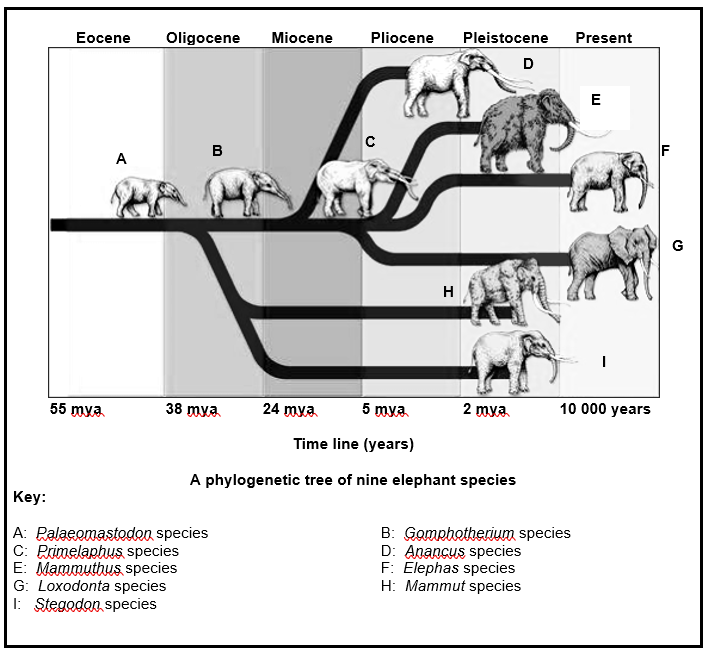 Eocene Oligocene Miocene Pliocene Pleistocene Present
D
E
C
B
A
F
G
H
I
55 mya 38 mya 24 mya 5 mya 2 mya 10 000 years
Time line (years)
A phylogenetic tree of nine elephant species
Key:
A: Palaeomastodon species B: Gomphotherium species
C: Primelaphus species D: Anancus species
E: Mammuthus species F: Elephas species
G: Loxodonta species H: Mammut species
I: Stegodon species